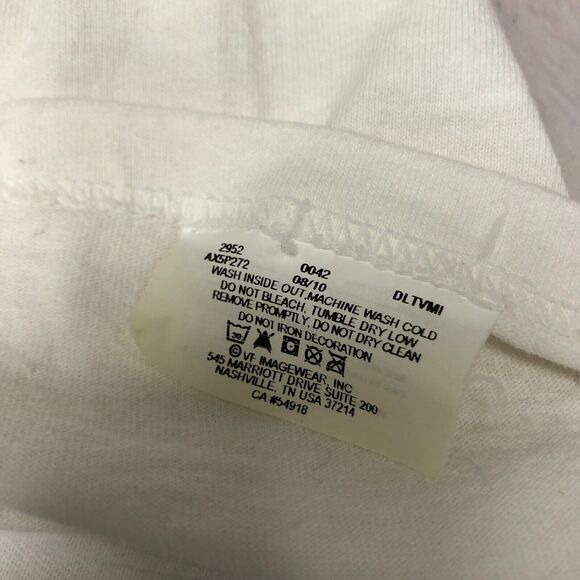 2952 0042 DLTVMI
AX5P272 08/10
WASH INSIDE OUT, MACHINE WASH COLD
DO NOT BLEACH, TUMBLE DRY LOW
REMOVE PROMPTLY, DO NOT DRY CLEAN
DO NOT IRON DECORATION
30
© VF IMAGEWEAR, INC
545 MARRIOTT DRIVE SUITE 200
NASHVILLE, TN USA 37214
CA #54918